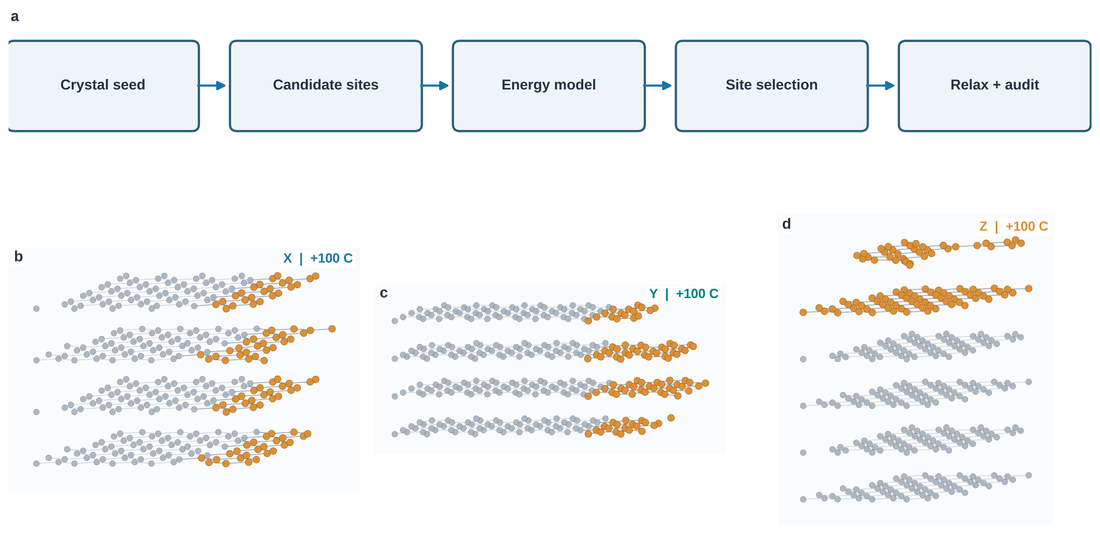 a
Crystal seed
Candidate sites
Energy model
Site selection
Relax + audit
b
X | +100 C
c
Y | +100 C
d
Z | +100 C